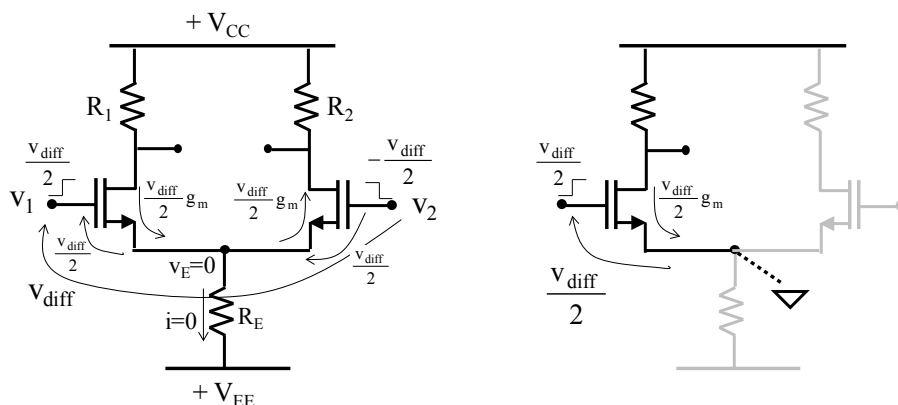 + V_CC
R_1
R_2
v_diff/2
v_1
v_diff/2 g_m
v_diff/2 g_m
-v_diff/2
v_2
v_diff/2
v_E=0
v_diff/2
v_diff
i=0
R_E
+ V_EE
v_diff/2
v_diff/2 g_m
v_diff/2